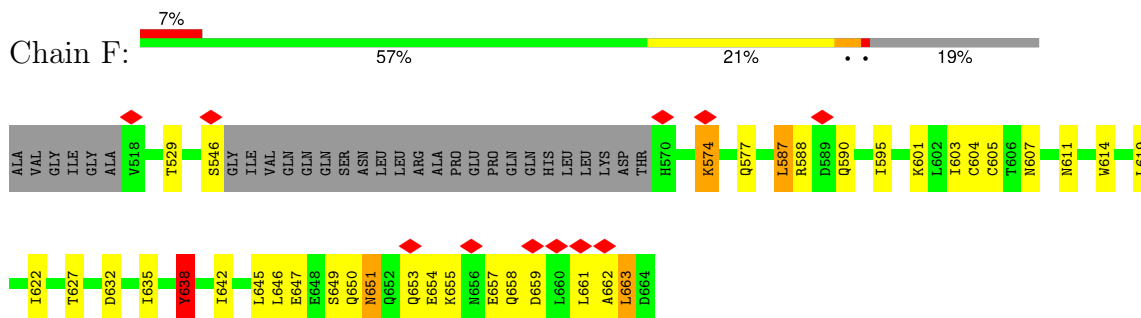 7%
Chain F:
57% 21% • • 19%
ALA VAL GLY ILE GLY ALA V518 T529 S546 GLY ILE VAL GLN GLN GLN SER ASN LEU LEU ARG ALA PRO GLU PRO GLN GLN HIS LEU LEU LYS ASP THR H570 K574 Q577 L587 R588 D589 Q590 I595 K601 L602 I603 C604 C605 T606 N607 N611 W614 L619
I622 T627 D632 I635 Y638 I642 L645 L646 E647 E648 S649 Q650 N651 Q652 Q653 E654 K655 N656 E657 Q658 D659 L660 L661 A662 L663 D664